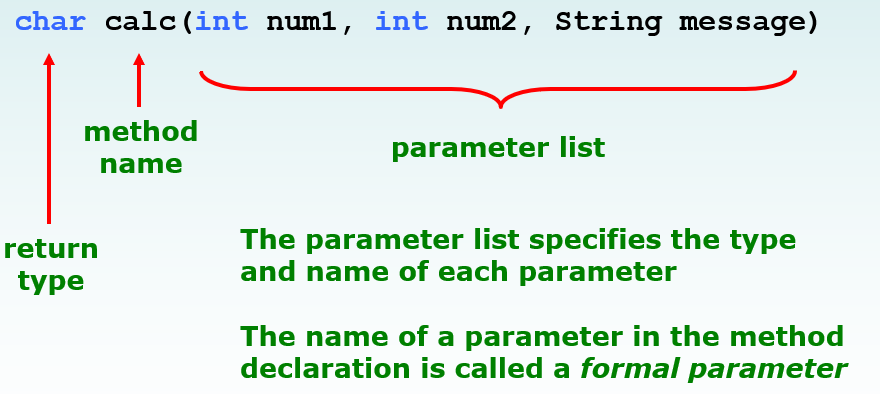 char calc(int num1, int num2, String message)
method
name
parameter list
return
type
The parameter list specifies the type
and name of each parameter
The name of a parameter in the method
declaration is called a formal parameter